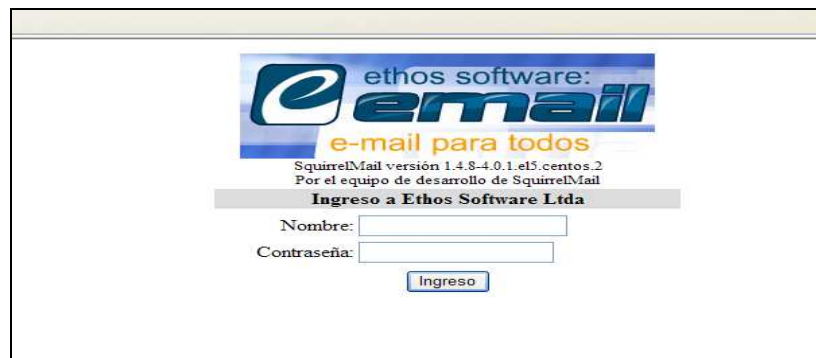 ethos software:
email
e-mail para todos
SquirrelMail versión 1.4.8-4.0.1.el5.centos.2
Por el equipo de desarrollo de SquirrelMail
Ingreso a Ethos Software Ltda
Nombre:
Contraseña:
Ingreso